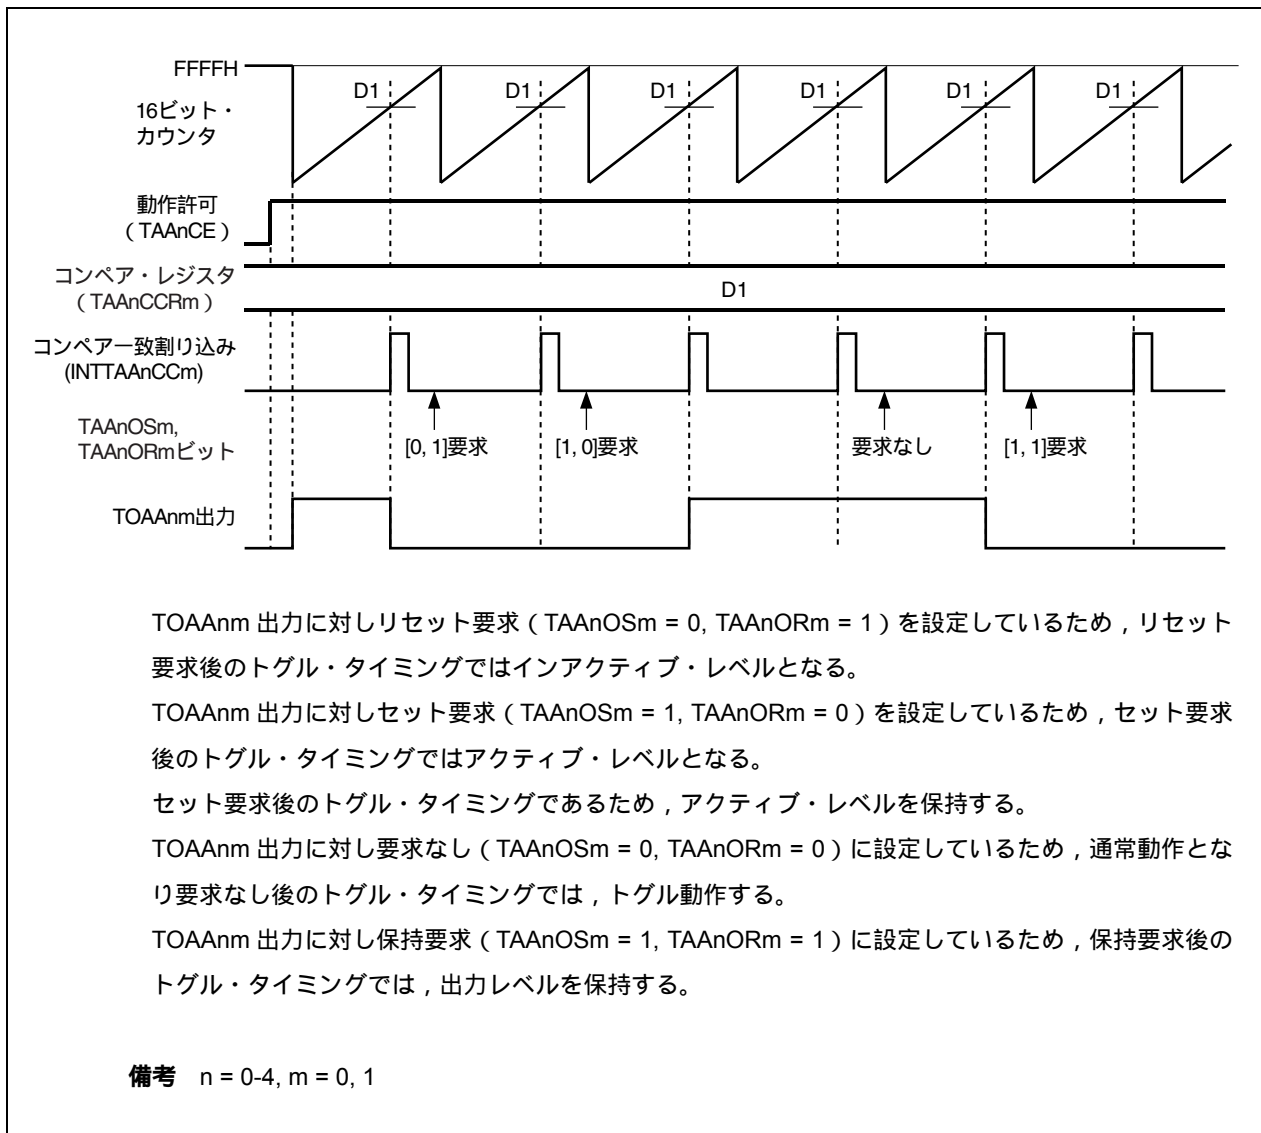 FFFFH
16ビット・
カウンタ
D1 D1 D1 D1 D1 D1
動作許可
(TAAnCE)
コンペア・レジスタ
(TAAnCCRm)
D1
コンペア一致割り込み
(INTTAAnCCm)
TAAnOSm,
TAAnORmビット
[0, 1]要求 [1, 0]要求 要求なし [1, 1]要求
TOAAnm出力
TOAAnm 出力に対しリセット要求(TAAnOSm = 0, TAAnORm = 1)を設定しているため,リセット
要求後のトグル・タイミングではインアクティブ・レベルとなる。
TOAAnm 出力に対しセット要求(TAAnOSm = 1, TAAnORm = 0)を設定しているため,セット要求
後のトグル・タイミングではアクティブ・レベルとなる。
セット要求後のトグル・タイミングであるため,アクティブ・レベルを保持する。
TOAAnm 出力に対し要求なし(TAAnOSm = 0, TAAnORm = 0)に設定しているため,通常動作とな
り要求なし後のトグル・タイミングでは,トグル動作する。
TOAAnm 出力に対し保持要求(TAAnOSm = 1, TAAnORm = 1)に設定しているため,保持要求後の
トグル・タイミングでは,出力レベルを保持する。
備考 n = 0-4, m = 0, 1